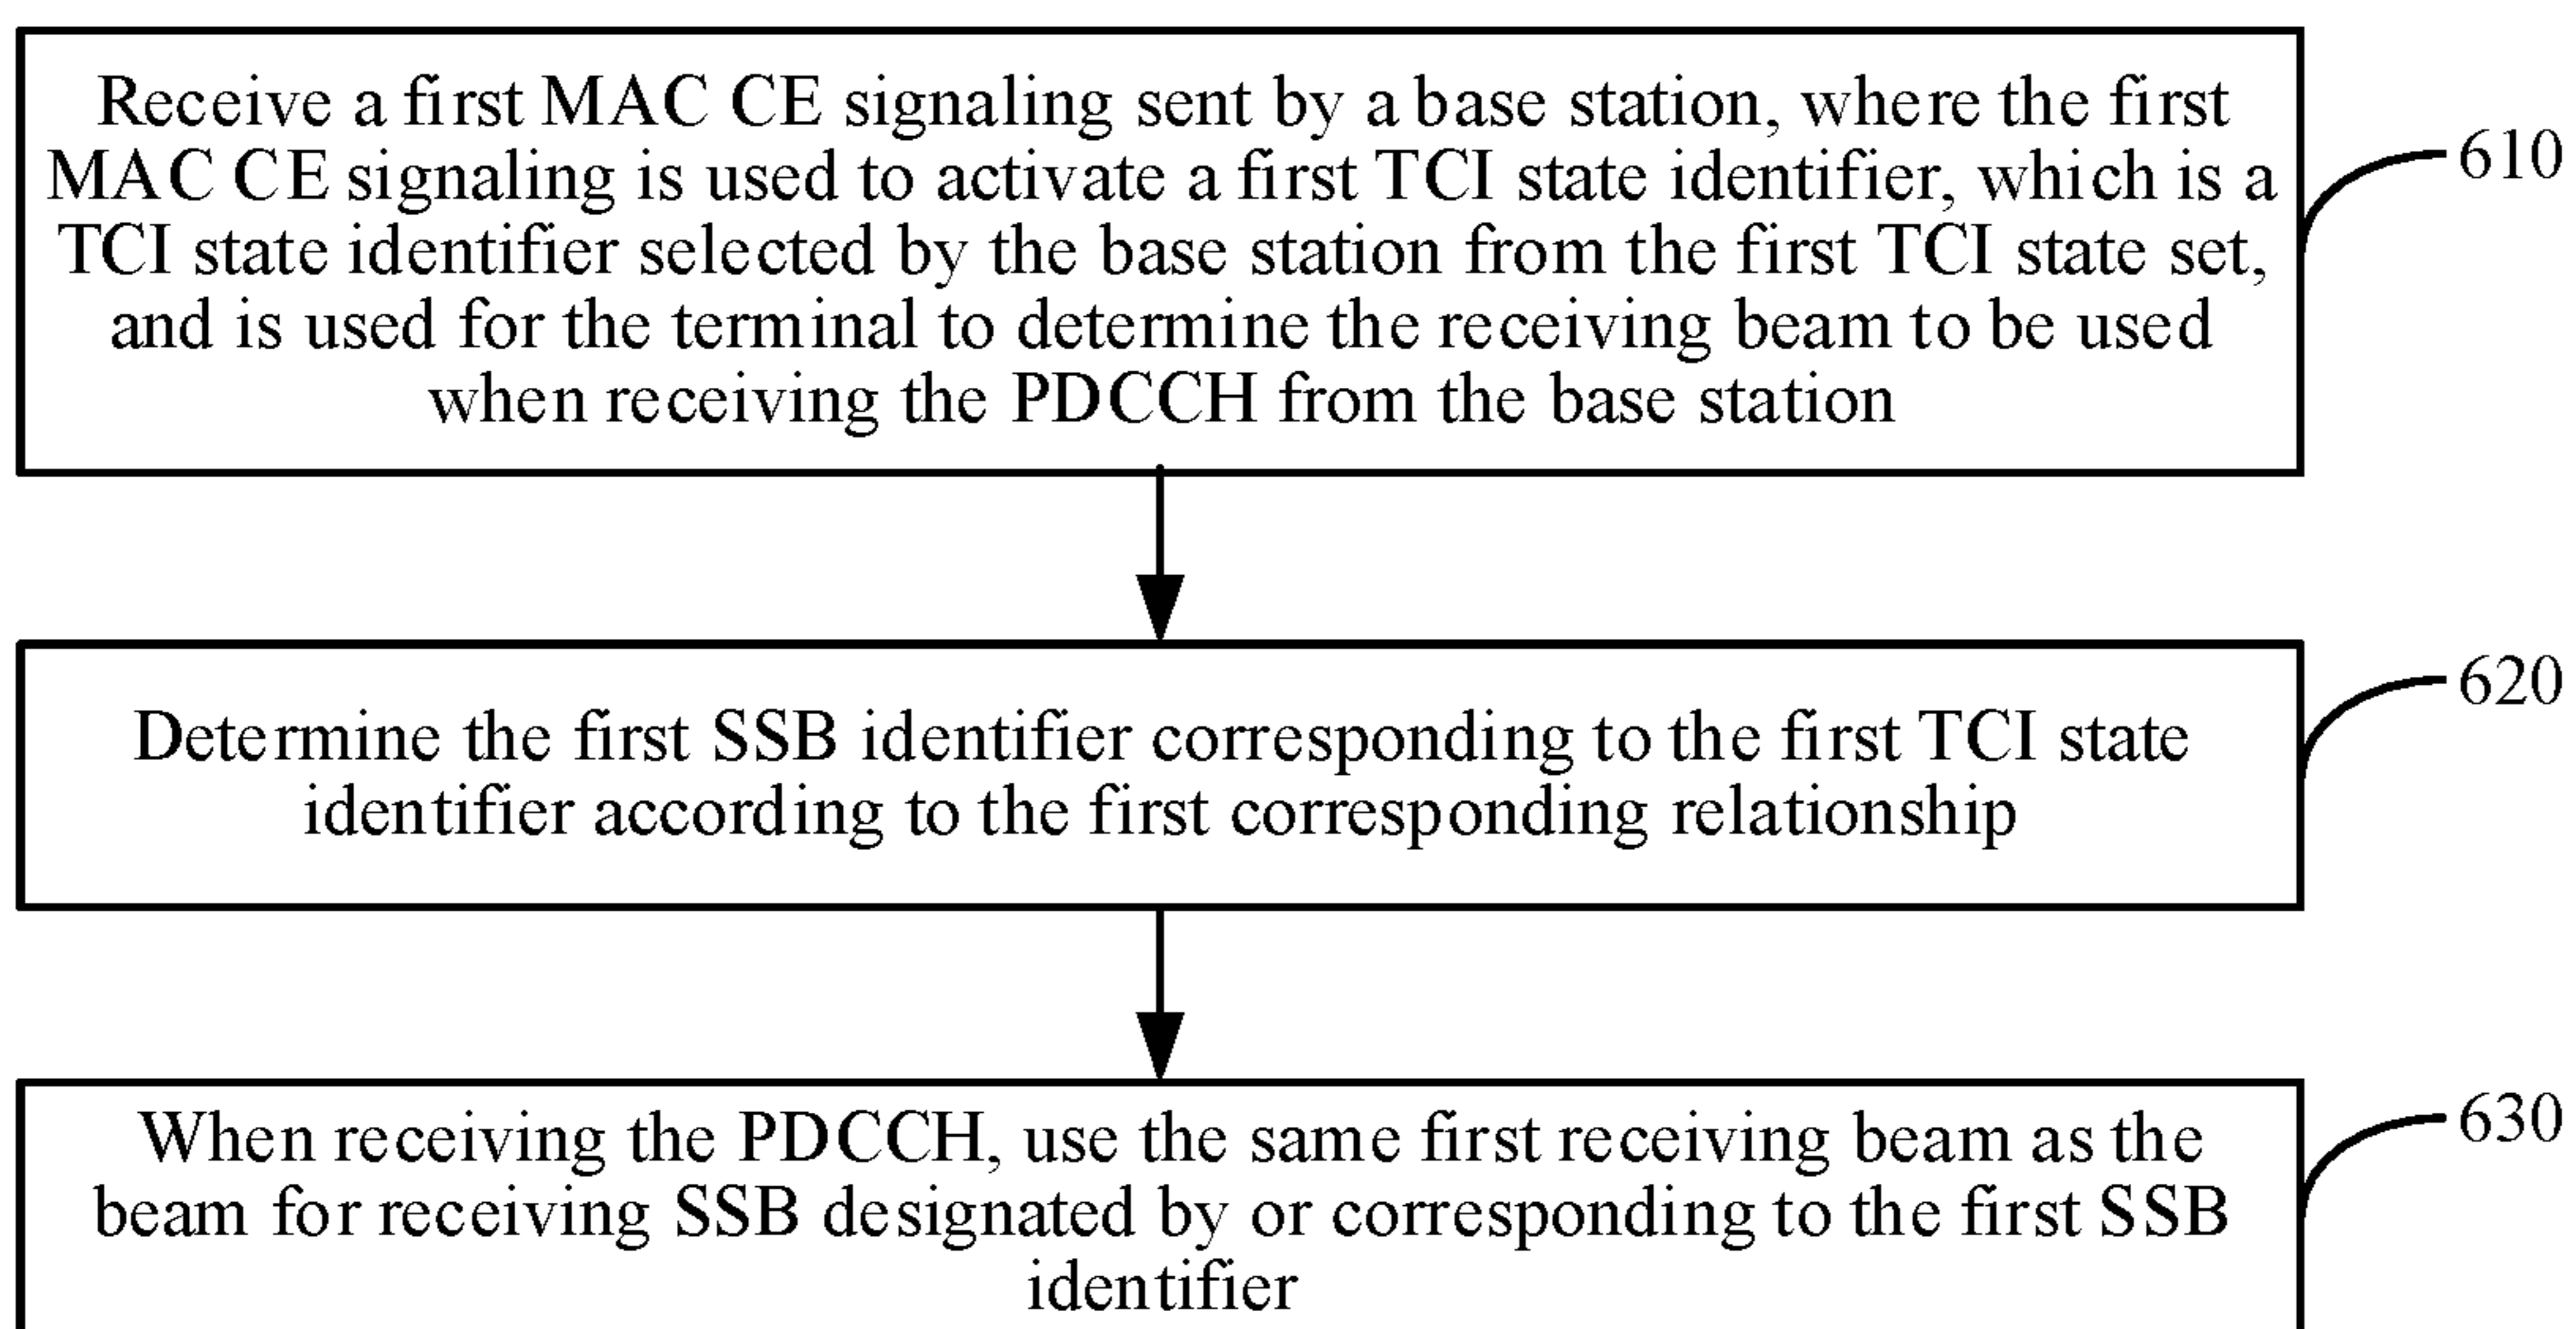 Receive a first MAC CE signaling sent by a base station, where the first
MAC CE signaling is used to activate a first TCI state identifier, which is a
TCI state identifier selected by the base station from the first TCI state set,
and is used for the terminal to determine the receiving beam to be used
when receiving the PDCCH from the base station
610
Determine the first SSB identifier corresponding to the first TCI state
identifier according to the first corresponding relationship
620
When receiving the PDCCH, use the same first receiving beam as the
beam for receiving SSB designated by or corresponding to the first SSB
identifier
630